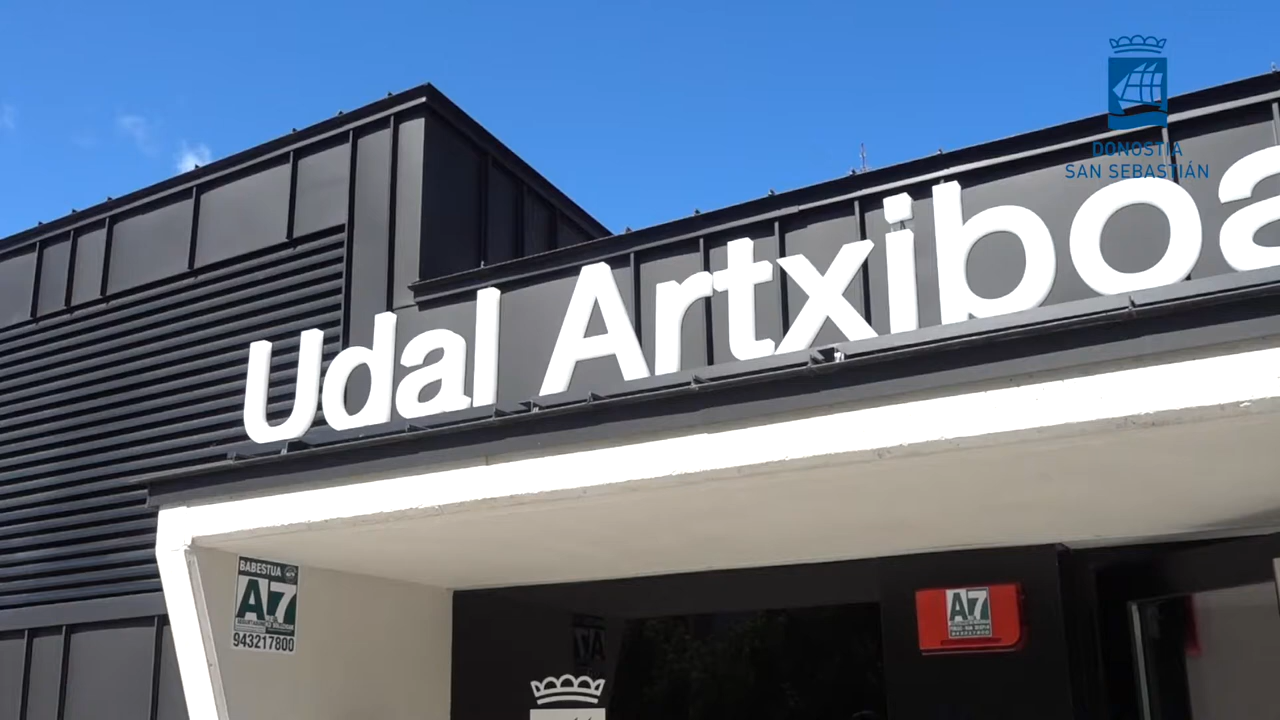 DONOSTIA
SAN SEBASTIÁN
Udal Artxiboa
BABESTUA
A7
943217800
A7